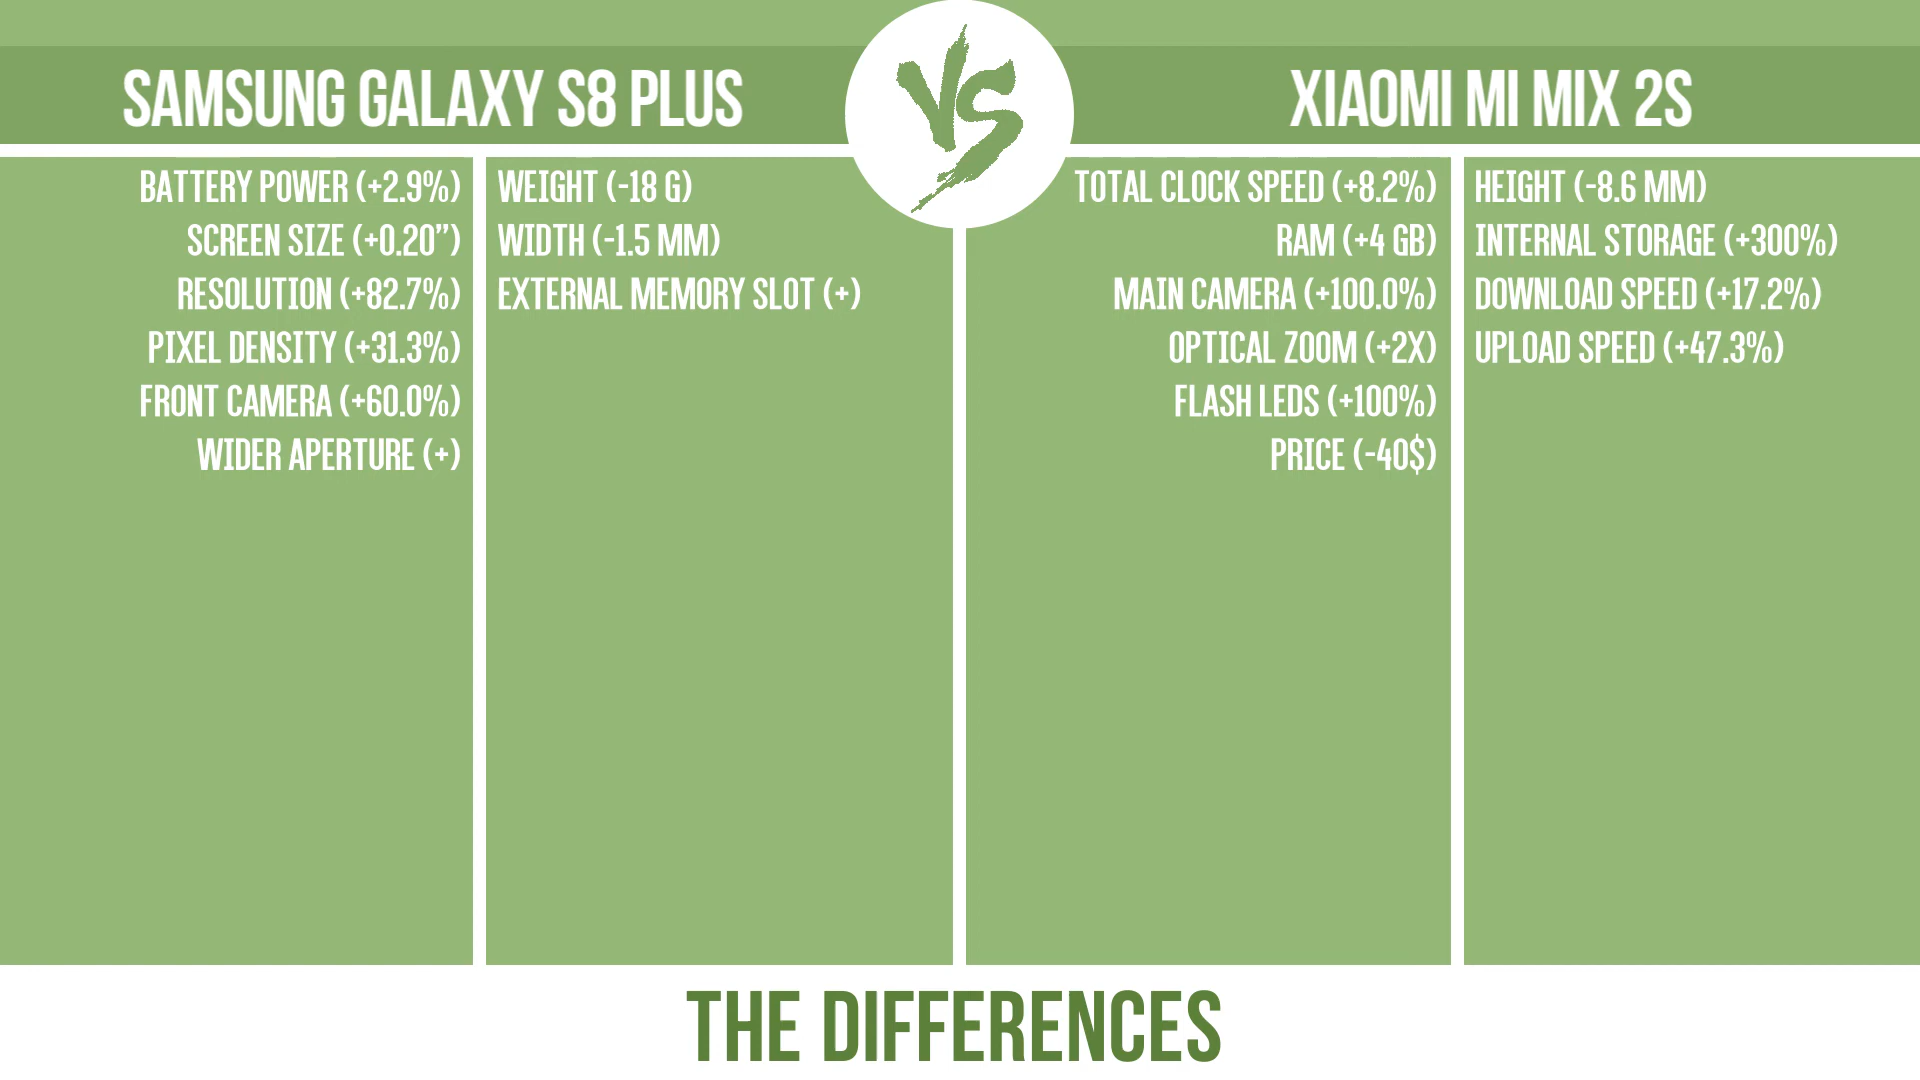 SAMSUNG GALAXY S8 PLUS
VS
XIAOMI MI MIX 2S
BATTERY POWER (+2.9%)
SCREEN SIZE (+0.20”)
RESOLUTION (+82.7%)
PIXEL DENSITY (+31.3%)
FRONT CAMERA (+60.0%)
WIDER APERTURE (+)
WEIGHT (-18 G)
WIDTH (-1.5 MM)
EXTERNAL MEMORY SLOT (+)
TOTAL CLOCK SPEED (+8.2%)
RAM (+4 GB)
MAIN CAMERA (+100.0%)
OPTICAL ZOOM (+2X)
FLASH LEDS (+100%)
PRICE (-40$)
HEIGHT (-8.6 MM)
INTERNAL STORAGE (+300%)
DOWNLOAD SPEED (+17.2%)
UPLOAD SPEED (+47.3%)
THE DIFFERENCES